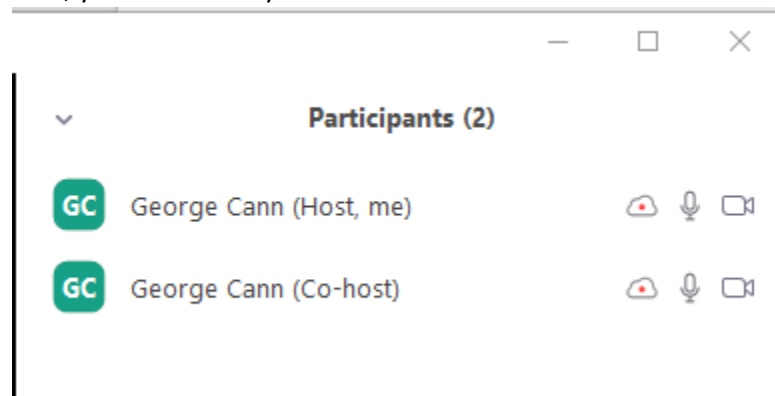 Participants (2)
GC George Cann (Host, me)
GC George Cann (Co-host)